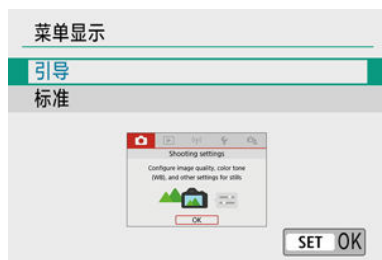 菜单显示
引导
标准
Shooting settings
Configure image quality, color tone
(WB), and other settings for stills
OK
SET OK